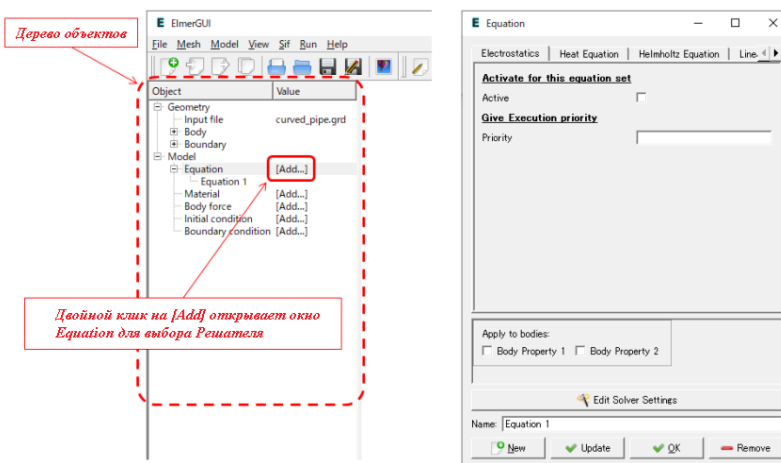 Дерево объектов
ElmerGUI
File Mesh Model View Sif Run Help
Object Value
Geometry
Input file curved_pipe.grd
Body
Boundary
Model
Equation [Add...]
Equation 1
Material [Add...]
Body force [Add...]
Initial condition [Add...]
Boundary condition [Add...]
Двойной клик на [Add] открывает окно
Equation для выбора Решателя
Equation
Electrostatics Heat Equation Helmholtz Equation Line
Activate for this equation set
Active
Give Execution priority
Priority
Apply to bodies:
Body Property 1 Body Property 2
Edit Solver Settings
Name: Equation 1
New Update OK Remove